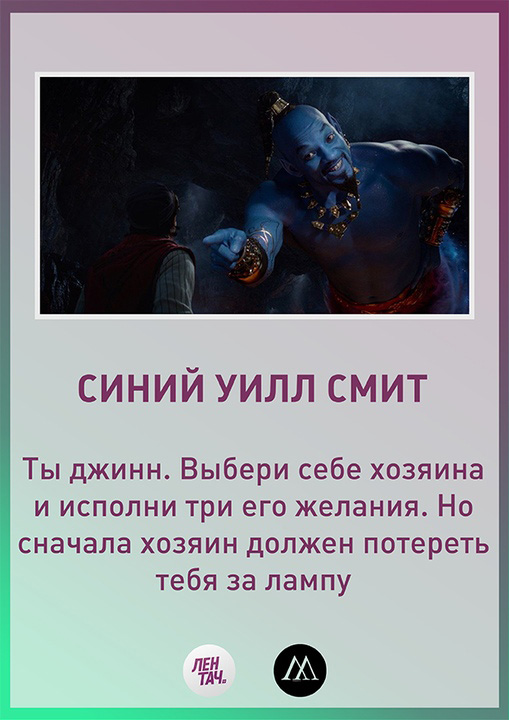 СИНИЙ УИЛЛ СМИТ
Ты джинн. Выбери себе хозяина
и исполни три его желания. Но
сначала хозяин должен потереть
тебя за лампу
ЛЕН
ТАЧ.